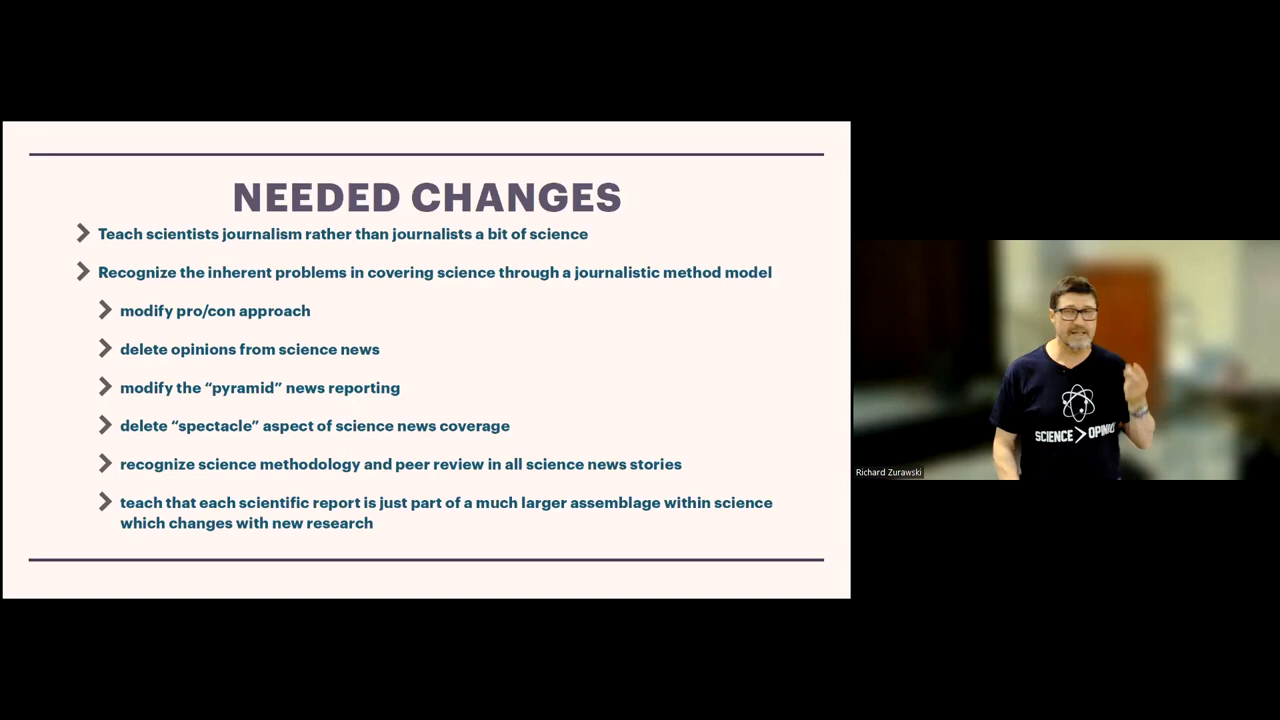 NEEDED CHANGES
Teach scientists journalism rather than journalists a bit of science
Recognize the inherent problems in covering science through a journalistic method model
modify pro/con approach
delete opinions from science news
modify the “pyramid” news reporting
delete “spectacle” aspect of science news coverage
recognize science methodology and peer review in all science news stories
teach that each scientific report is just part of a much larger assemblage within science
which changes with new research
SCIENCE > OPINI
Richard Zurawski